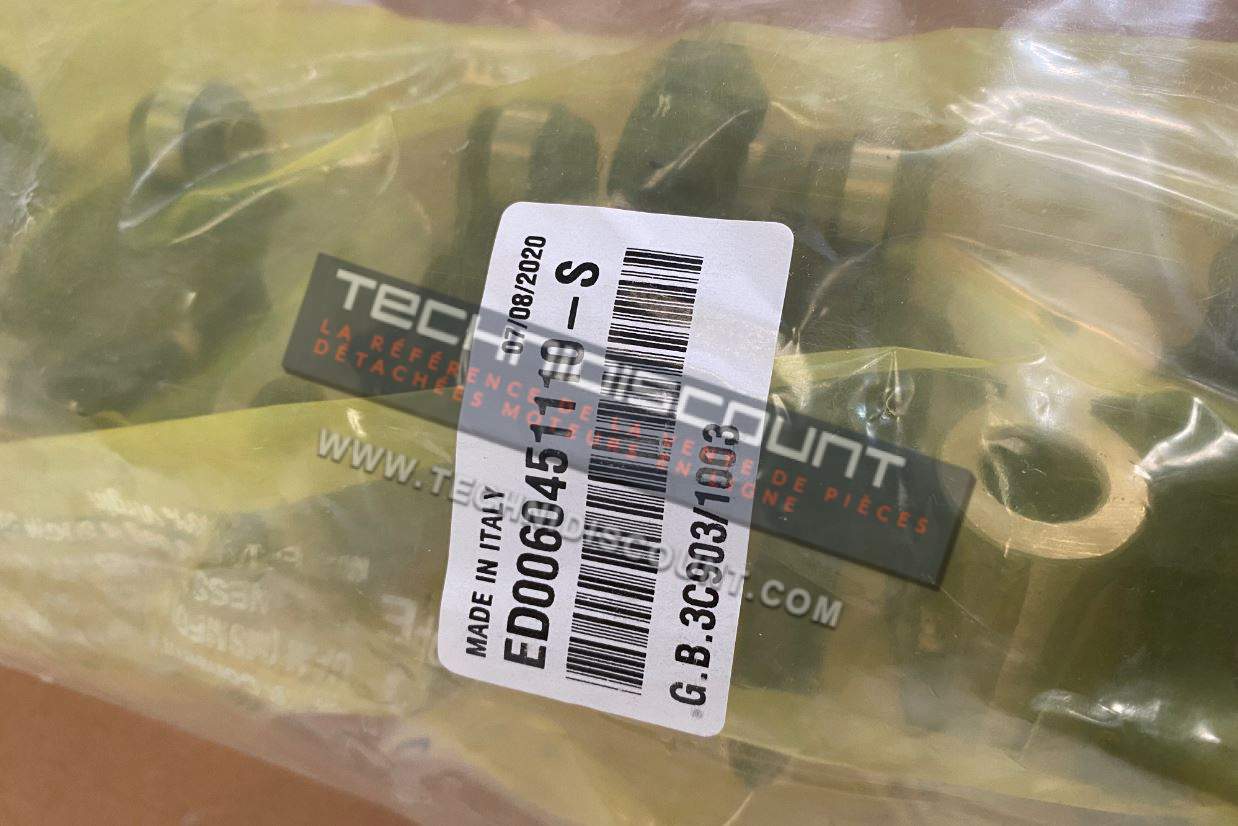 MADE IN ITALY 07/08/2020
ED0060451110-S
G.B.3C903/1003
TECHNIDISCOUNT
LA RÉFÉRENCE DE LA VENTE DE PIÈCES
DÉTACHÉES MOTEURS EN LIGNE
WWW.TECHNIDISCOUNT.COM